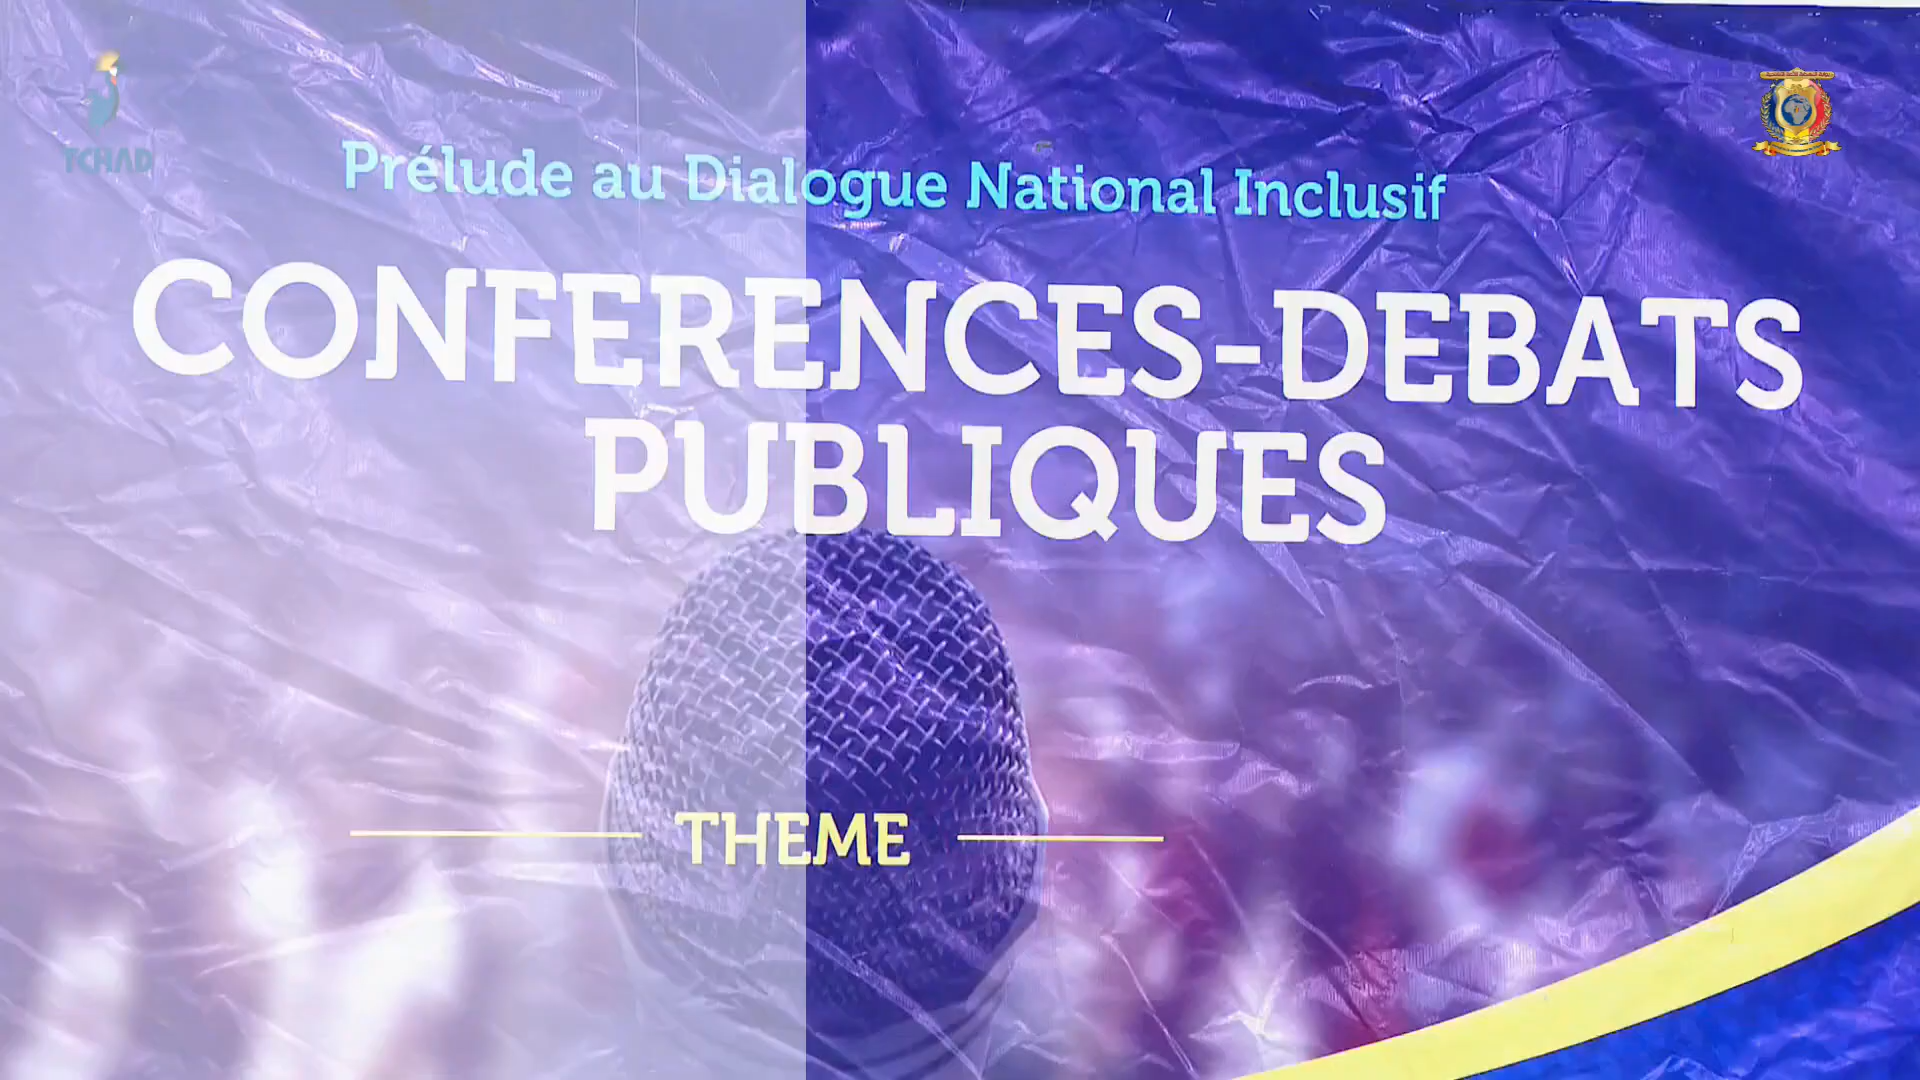 TCHAD
Prélude au Dialogue National Inclusif
CONFERENCES-DEBATS
PUBLIQUES
THEME